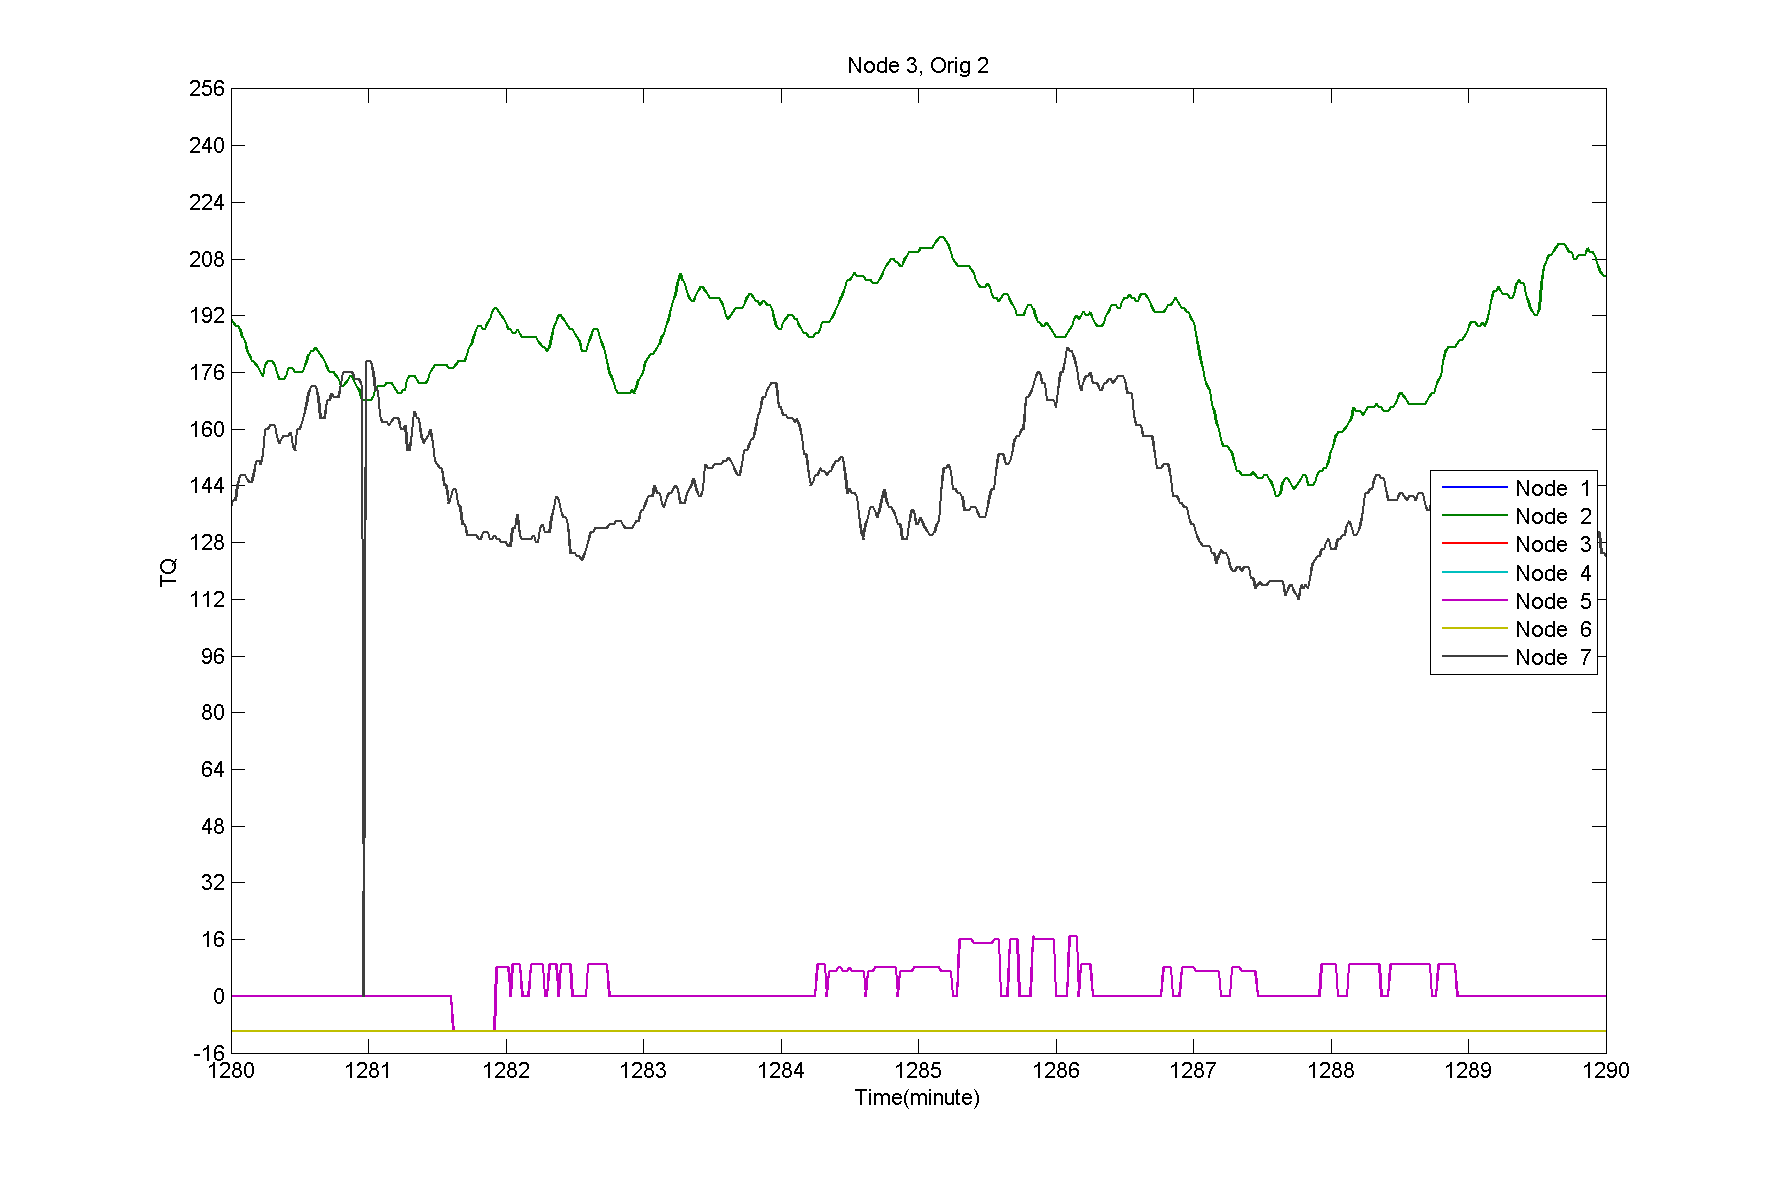 Node 3, Orig 2
256
240
224
208
192
176
160
144
128
112
96
80
64
48
32
16
0
-16
TQ
Node 1
Node 2
Node 3
Node 4
Node 5
Node 6
Node 7
1280 1281 1282 1283 1284 1285 1286 1287 1288 1289 1290
Time(minute)